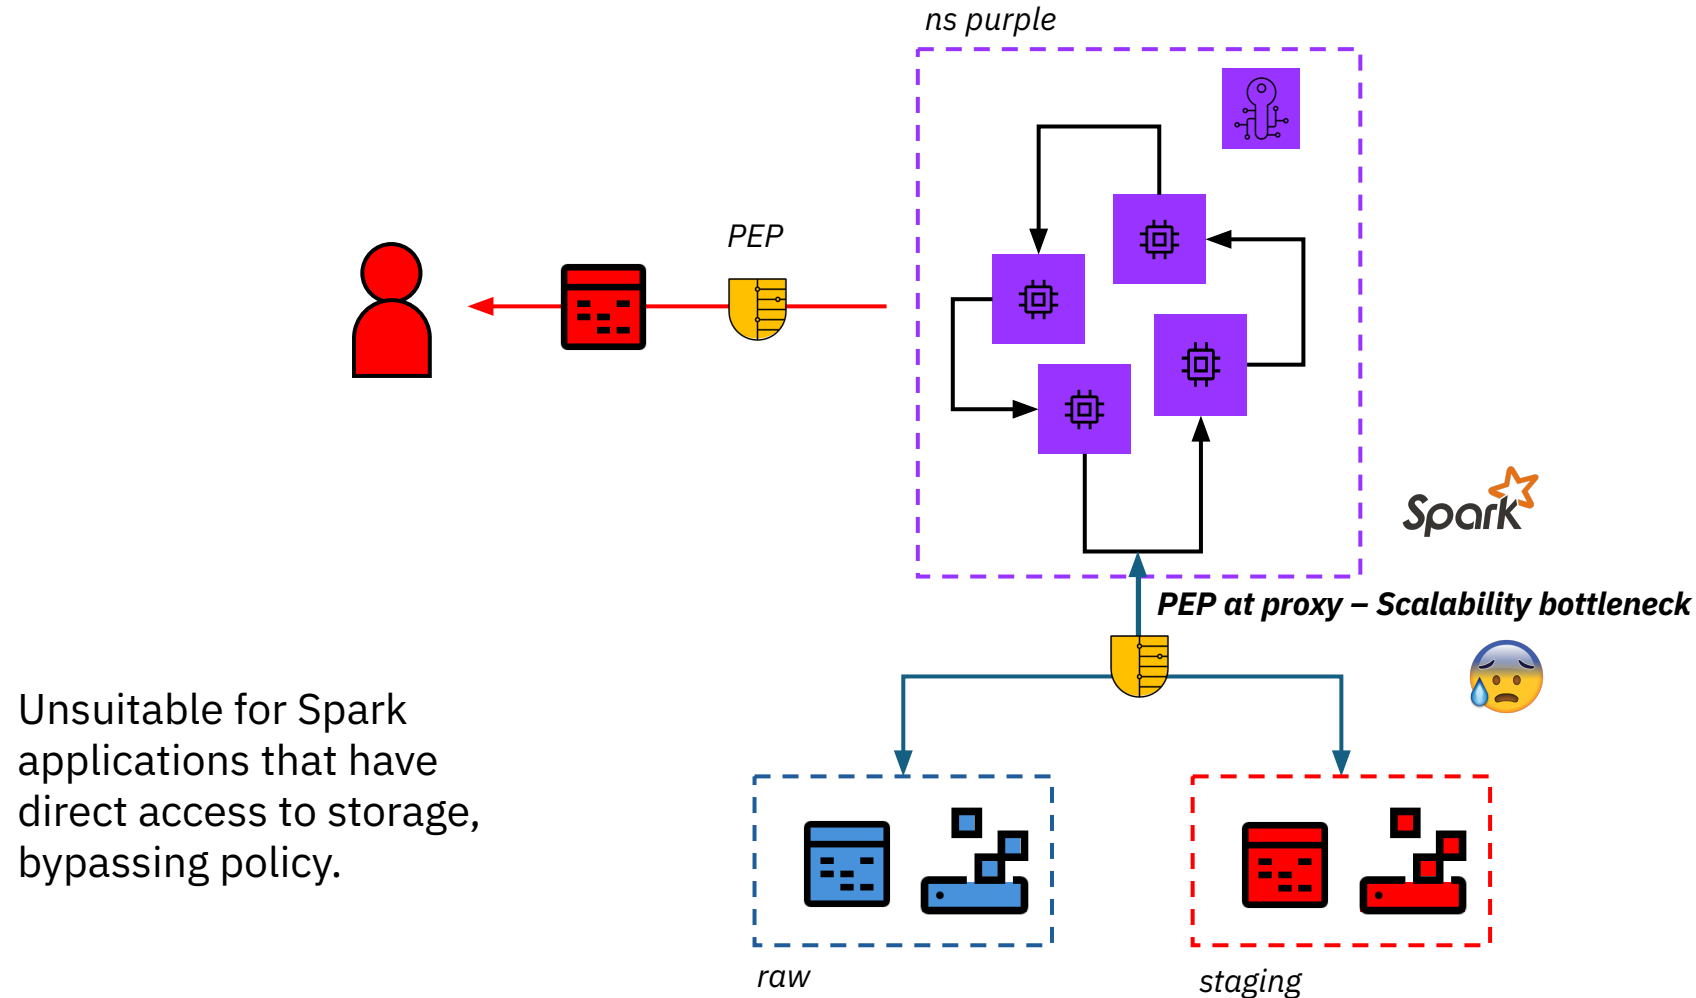 ns purple
PEP
Spark
PEP at proxy – Scalability bottleneck
Unsuitable for Spark
applications that have
direct access to storage,
bypassing policy.
raw
staging